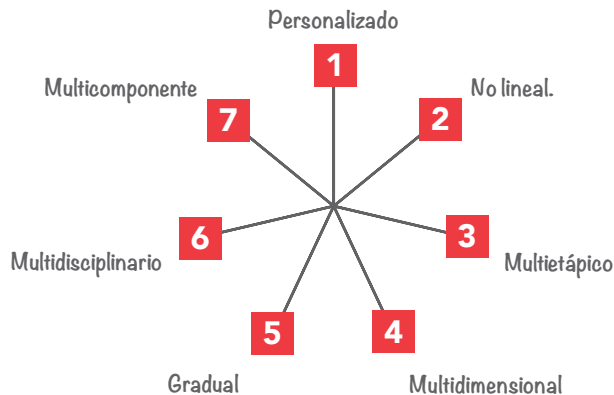 Personalizado
1
No lineal.
2
3
Multietápico
4
Multidimensional
5
Gradual
6
Multidisciplinario
7
Multicomponente